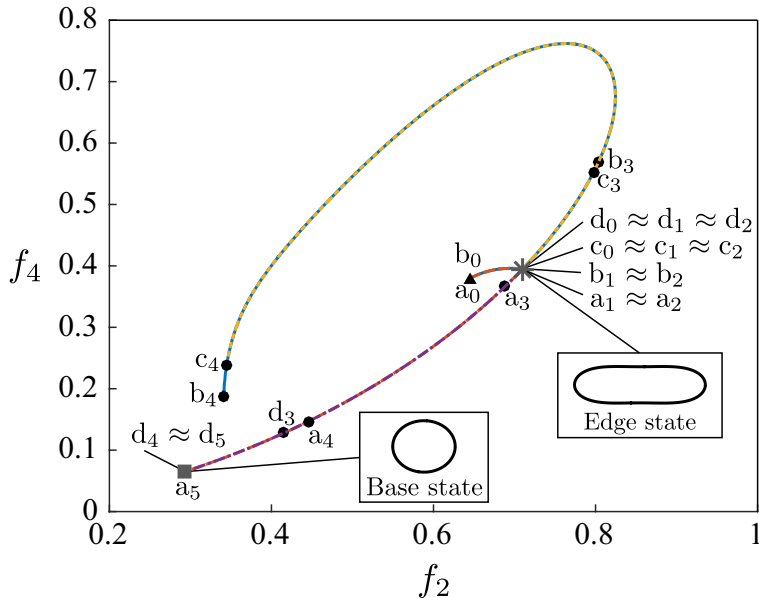 0.8
0.7
0.6
0.5
0.4
0.3
0.2
0.1
0
f₄
b₃
c₃
d₀ ≈ d₁ ≈ d₂
c₀ ≈ c₁ ≈ c₂
b₁ ≈ b₂
a₁ ≈ a₂
b₀
a₀
a₃
c₄
b₄
d₃
a₄
d₄ ≈ d₅
a₅
Edge state
Base state
0.2
0.4
0.6
0.8
1
f₂